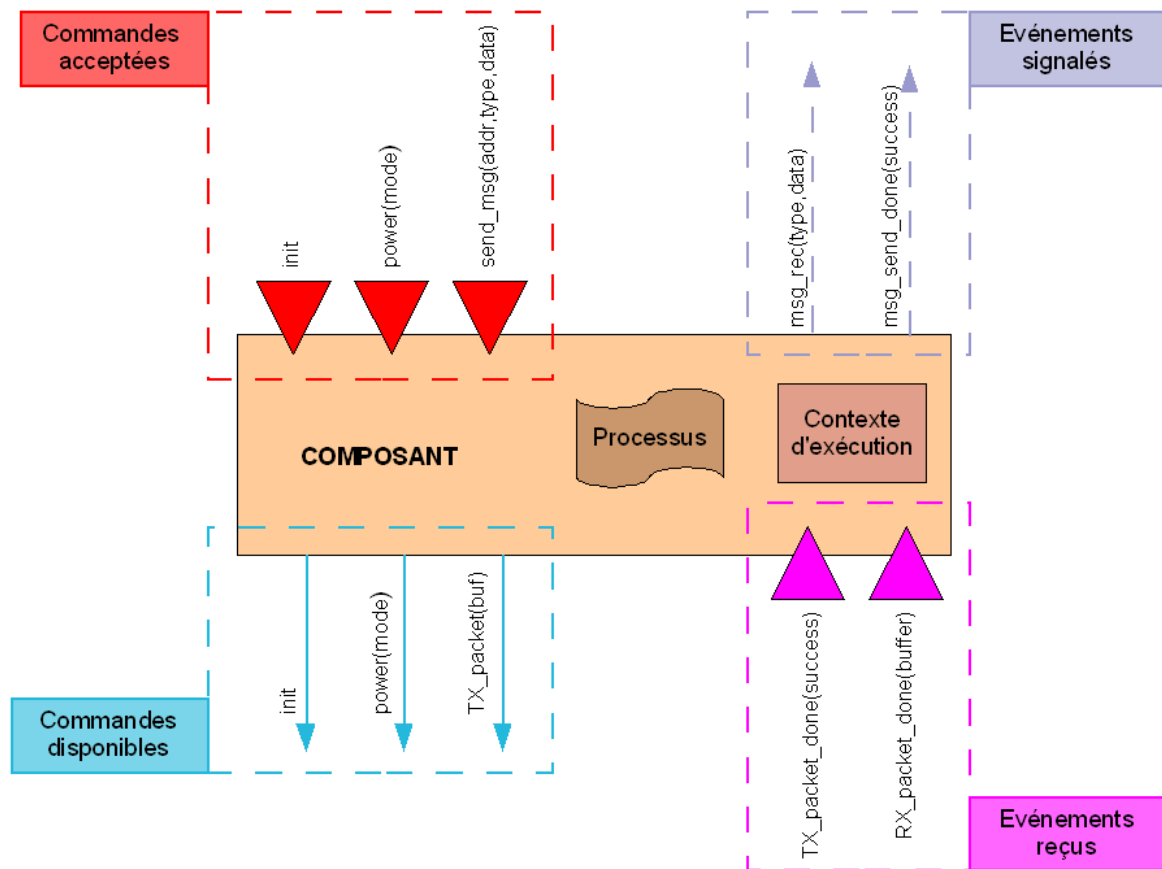 Commandes
acceptées
init
power(mode)
send_msg(addr,type,data)
Evénements
signalés
msg_rec(type,data)
msg_send_done(success)
COMPOSANT
Processus
Contexte
d'exécution
Commandes
disponibles
init
power(mode)
TX_packet(buf)
TX_packet_done(success)
RX_packet_done(buffer)
Evénements
reçus